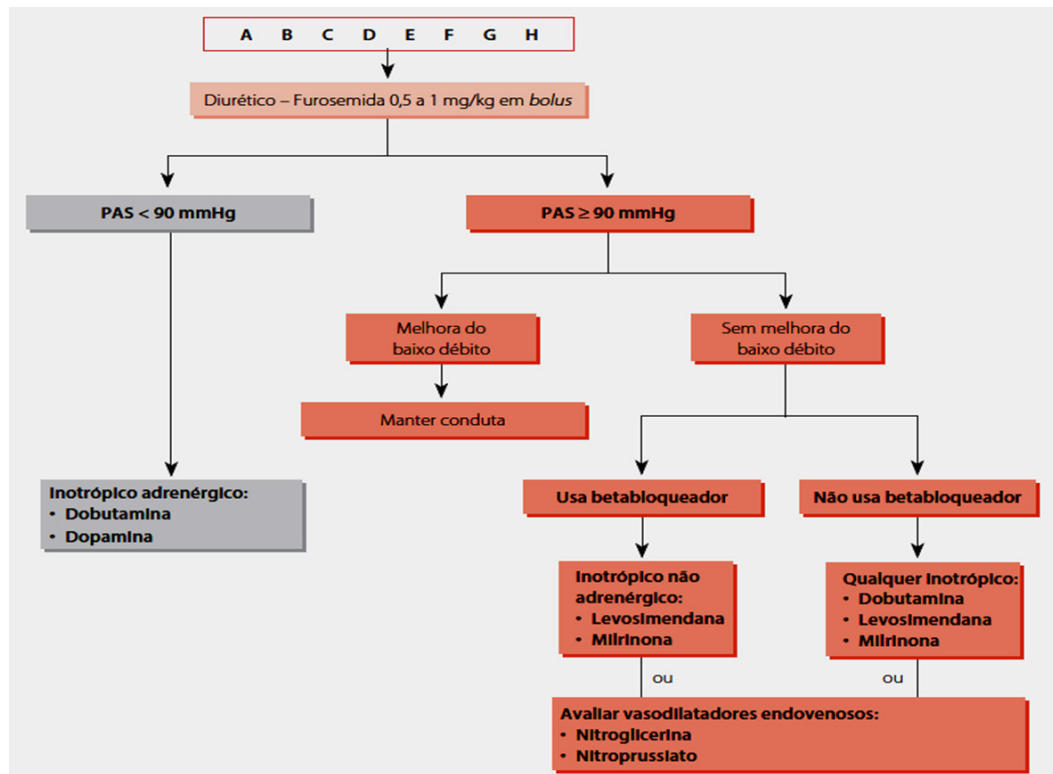 A B C D E F G H
Diurético – Furosemida 0,5 a 1 mg/kg em bolus
PAS < 90 mmHg
PAS ≥ 90 mmHg
Melhora do
baixo débito
Sem melhora do
baixo débito
Manter conduta
Inotrópico adrenérgico:
• Dobutamina
• Dopamina
Usa betabloqueador
Não usa betabloqueador
Inotrópico não
adrenérgico:
• Levosimendana
• Milrinona
Qualquer inotrópico:
• Dobutamina
• Levosimendana
• Milrinona
ou
ou
Avaliar vasodilatadores endovenosos:
• Nitroglicerina
• Nitroprussiato